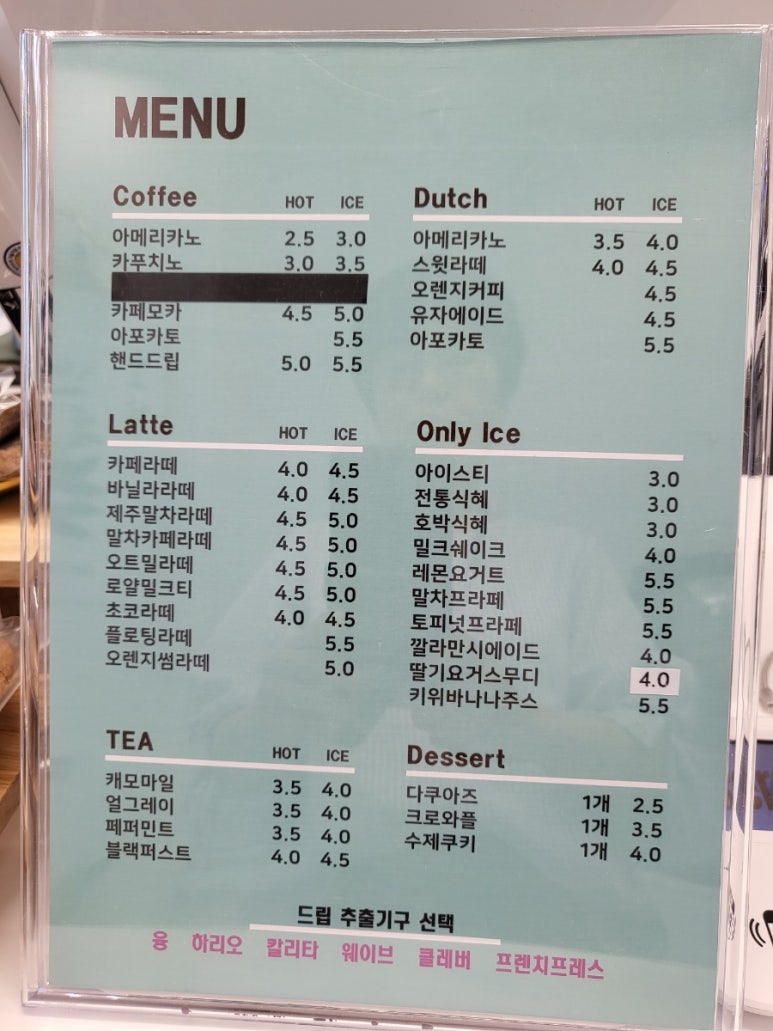 MENU
Coffee HOT ICE
아메리카노 2.5 3.0
카푸치노 3.0 3.5
카페모카 4.5 5.0
아포카토 5.5
핸드드립 5.0 5.5
Dutch HOT ICE
아메리카노 3.5 4.0
스윗라떼 4.0 4.5
오렌지커피 4.5
유자에이드 4.5
아포카토 5.5
Latte HOT ICE
카페라떼 4.0 4.5
바닐라라떼 4.0 4.5
제주말차라떼 4.5 5.0
말차카페라떼 4.5 5.0
오트밀라떼 4.5 5.0
로얄밀크티 4.5 5.0
초코라떼 4.0 4.5
플로팅라떼 5.5
오렌지썸라떼 5.0
Only Ice
아이스티 3.0
전통식혜 3.0
호박식혜 3.0
밀크쉐이크 4.0
레몬요거트 5.5
말차프라페 5.5
토피넛프라페 5.5
깔라만시에이드 4.0
딸기요거스무디 4.0
키위바나나주스 5.5
TEA HOT ICE
캐모마일 3.5 4.0
얼그레이 3.5 4.0
페퍼민트 3.5 4.0
블랙퍼스트 4.0 4.5
Dessert
다쿠아즈 1개 2.5
크로와플 1개 3.5
수제쿠키 1개 4.0
드립 추출기구 선택
융 하리오 칼리타 웨이브 클레버 프렌치프레스